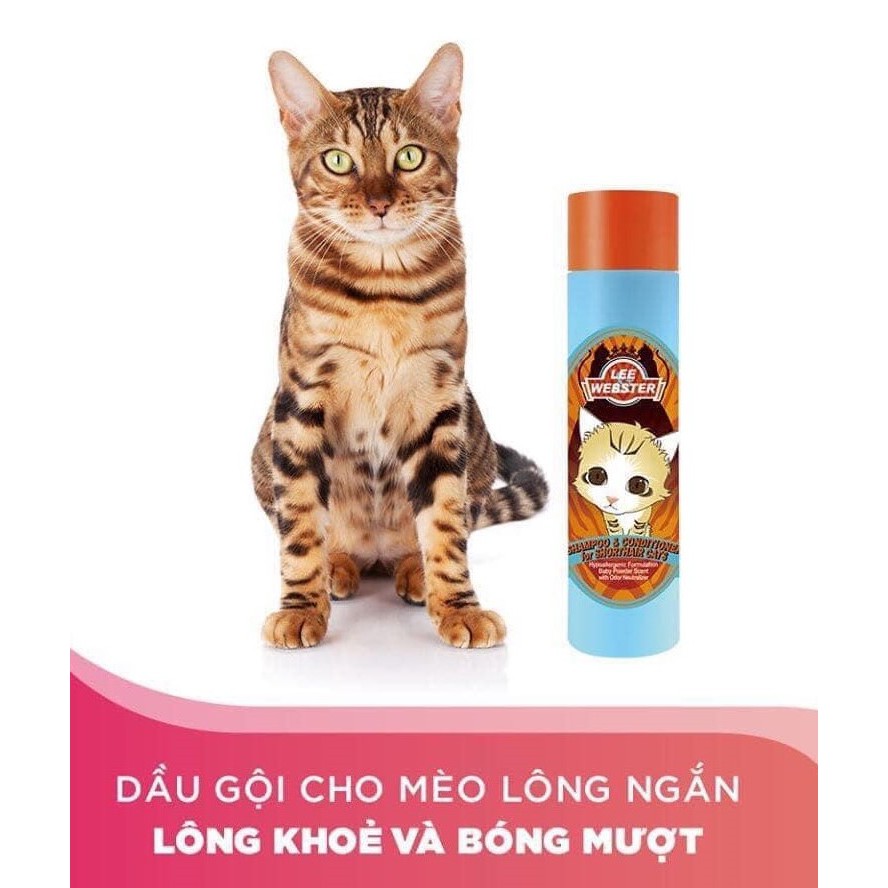 LEE
WEBSTER
SHAMPOO & CONDITIONER
for SHORTHAIR CATS
Hypoallergenic Formulation
Baby Powder Scent
with Odor Neutralizer
DẦU GỘI CHO MÈO LÔNG NGẮN
LÔNG KHOẺ VÀ BÓNG MƯỢT